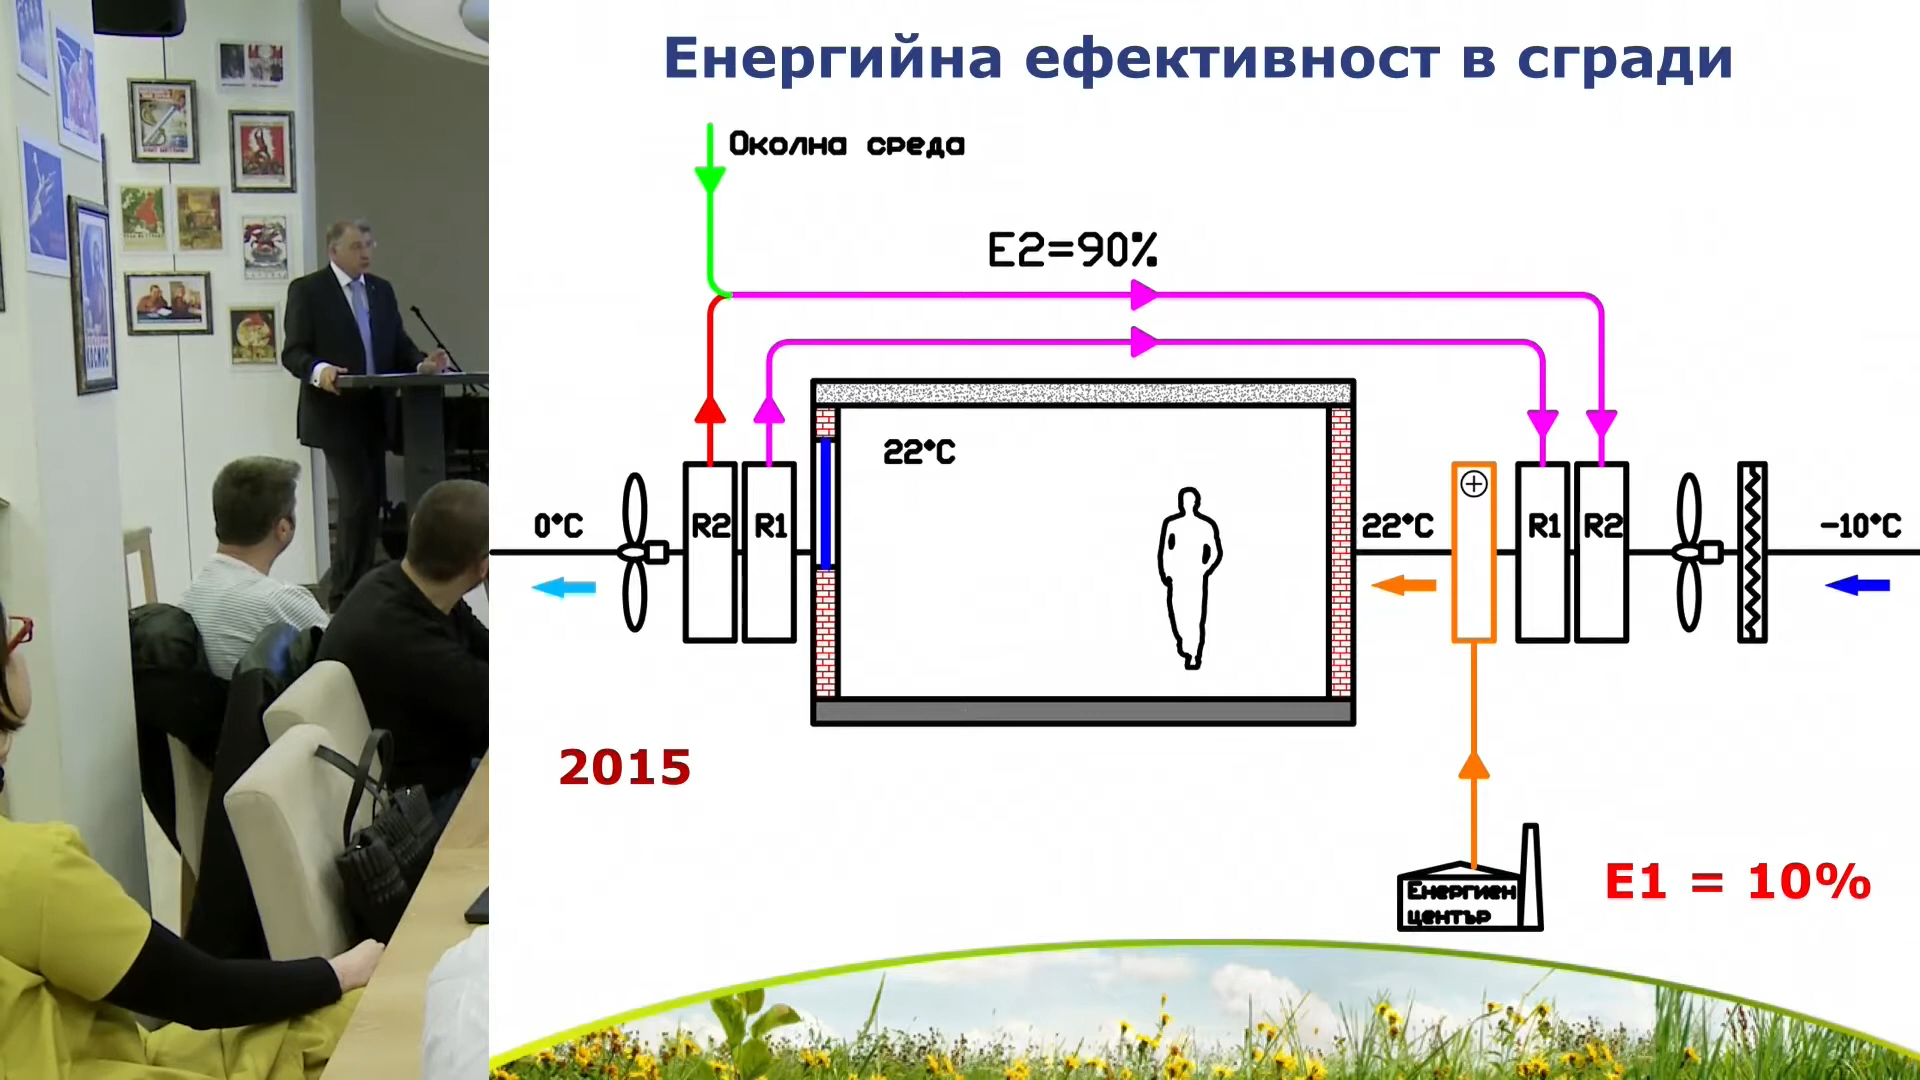 Енергийна ефективност в сгради
Околна среда
E2=90%
22°C
0°C
R2
R1
22°C
R1
R2
-10°C
2015
Енергиен
център
E1 = 10%
КОСМОС